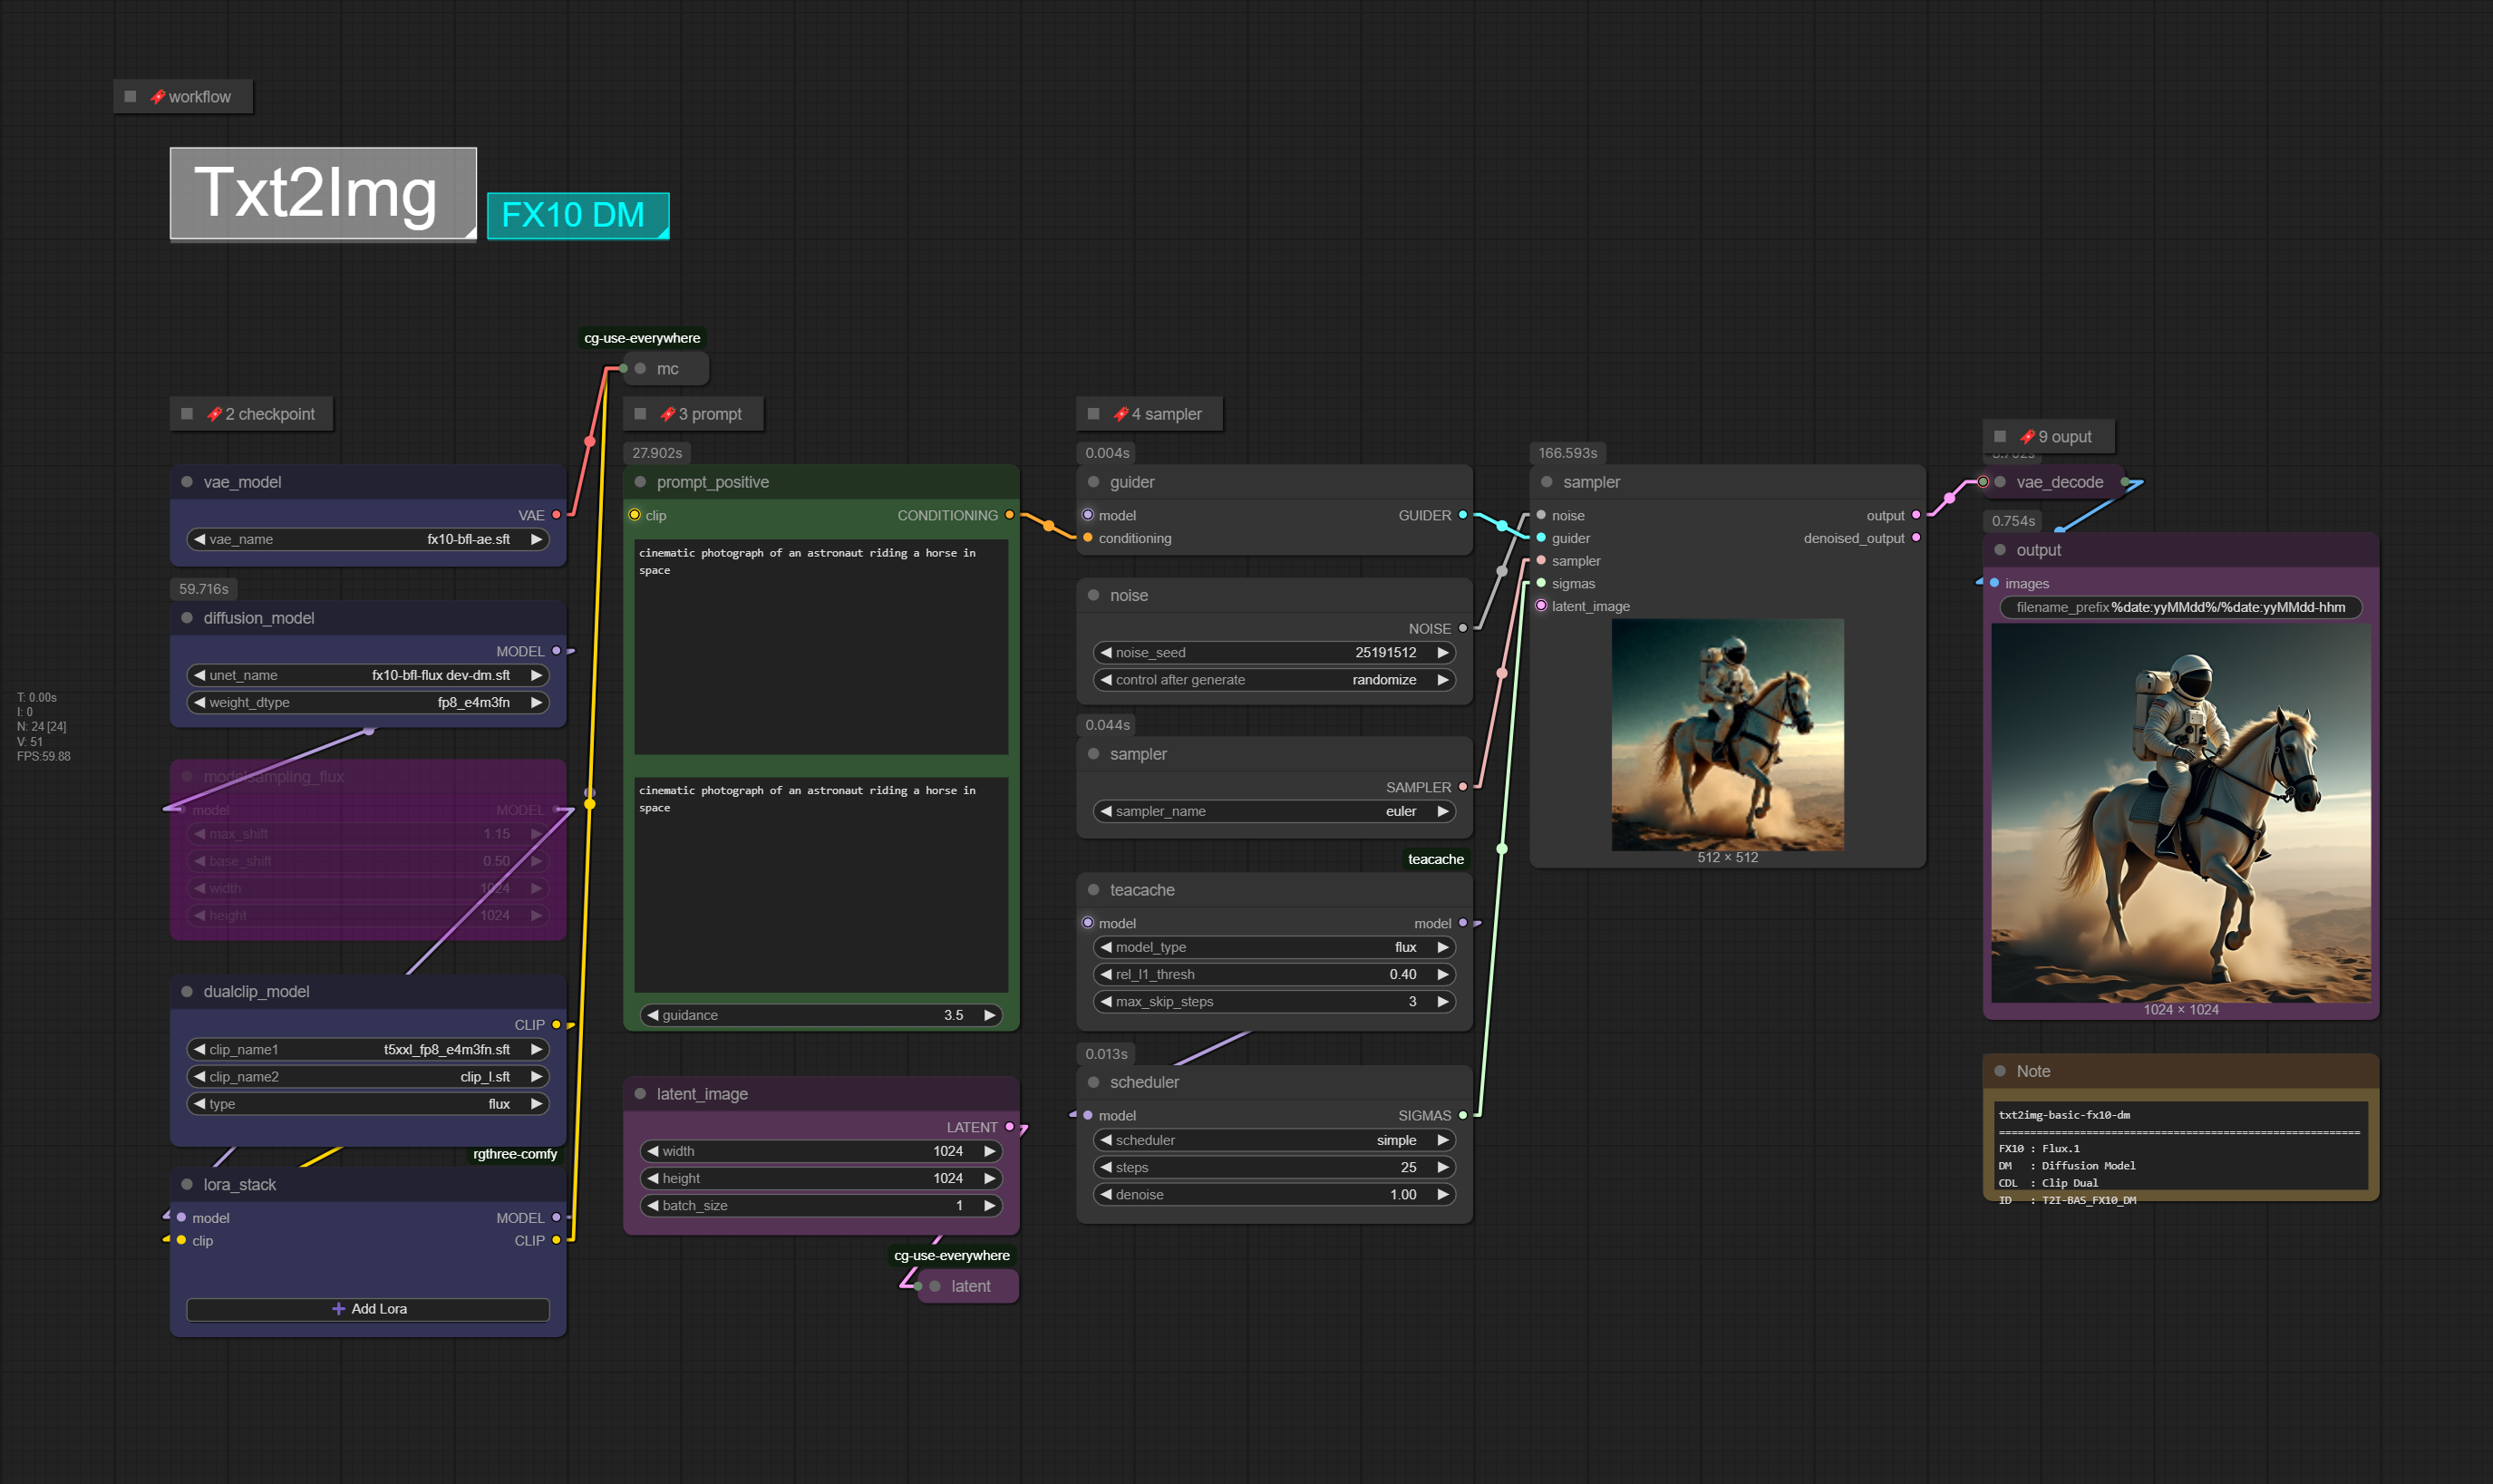 workflow
Txt2Img
FX10 DM
cg-use-everywhere
mc
2 checkpoint
vae_model
VAE
vae_name fx10-bfl-ae.sft
59.716s
diffusion_model
MODEL
unet_name fx10-bfl-flux dev-dm.sft
weight_dtype fp8_e4m3fn
T: 0.00s
I: 0
N: 24 [24]
V: 51
FPS:59.88
modelsampling_flux
model MODEL
max_shift 1.15
base_shift 0.50
width 1024
height 1024
dualclip_model
CLIP
clip_name1 t5xxl_fp8_e4m3fn.sft
clip_name2 clip_l.sft
type flux
rgthree-comfy
lora_stack
model MODEL
clip CLIP
Add Lora
3 prompt
27.902s
prompt_positive
clip CONDITIONING
cinematic photograph of an astronaut riding a horse in
space
cinematic photograph of an astronaut riding a horse in
space
guidance 3.5
latent_image
LATENT
width 1024
height 1024
batch_size 1
cg-use-everywhere
latent
4 sampler
0.004s
guider
model GUIDER
conditioning
noise
NOISE
noise_seed 25191512
control after generate randomize
0.044s
sampler
SAMPLER
sampler_name euler
teacache
teacache
model model
model_type flux
rel_l1_thresh 0.40
max_skip_steps 3
0.013s
scheduler
model SIGMAS
scheduler simple
steps 25
denoise 1.00
166.593s
sampler
noise output
guider denoised_output
sampler
sigmas
latent_image
512 × 512
9 ouput
vae_decode
0.754s
output
images
filename_prefix %date:yyMMdd%/%date:yyMMdd-hhm
1024 × 1024
Note
txt2img-basic-fx10-dm
==========================================================
FX10 : Flux.1
DM : Diffusion Model
CDL : Clip Dual
ID : T2I-BAS_FX10_DM